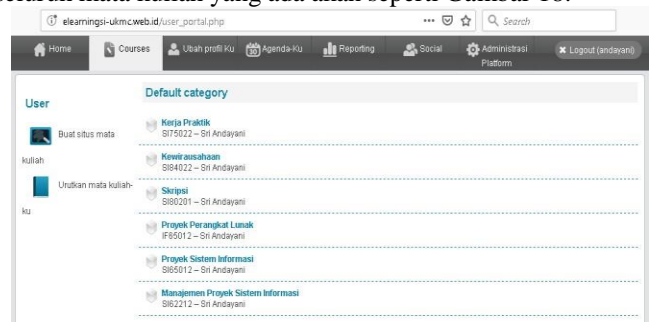 seluruh mata kuliah yang ada akan seperti Gambar 18.
elearningsi-ukmc.web.id/user_portal.php
Search
Home
Courses
Ubah profil Ku
Agenda-Ku
Reporting
Social
Administrasi
Platform
Logout (andayani)
User
Buat situs mata
kuliah
Urutkan mata kuliah-
ku
Default category
Kerja Praktik
SI75022 – Sri Andayani
Kewirausahaan
SI84022 – Sri Andayani
Skripsi
SI80201 – Sri Andayani
Proyek Perangkat Lunak
IF65012 – Sri Andayani
Proyek Sistem Informasi
SI65012 – Sri Andayani
Manajemen Proyek Sistem Informasi
SI62212 – Sri Andayani